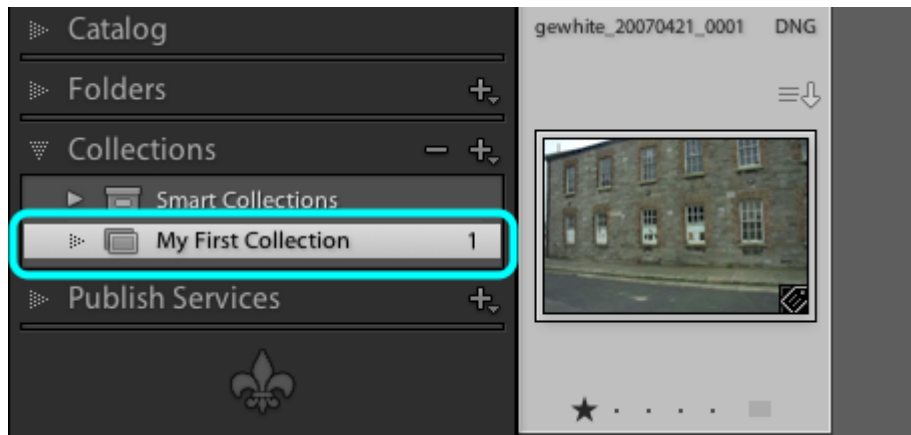 Catalog
Folders
Collections
Smart Collections
My First Collection 1
Publish Services
gewhite_20070421_0001 DNG